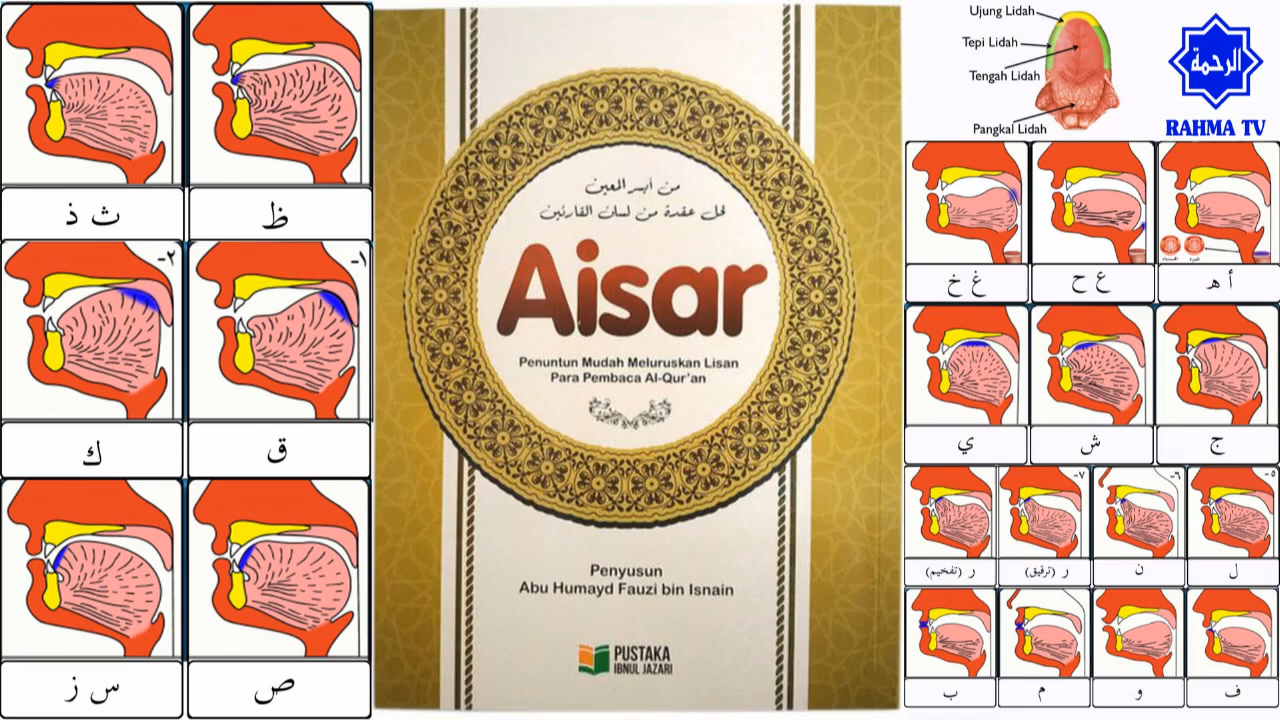 ث ذ
ظ
٢-
١-
ك
ق
س ز
ص
من أيسر المعين
لحل عقدة من لسان القارئين
Aisar
Penuntun Mudah Meluruskan Lisan
Para Pembaca Al-Qur'an
Penyusun
Abu Humayd Fauzi bin Isnain
PUSTAKA
IBNUL JAZARI
Ujung Lidah
Tepi Lidah
Tengah Lidah
Pangkal Lidah
الرحمة
RAHMA TV
غ خ
ع ح
أ ه
ي
ش
ج
٧-
٦-
٥-
ر (تفخيم)
ر (ترقيق)
ن
ل
ب
م
و
ف